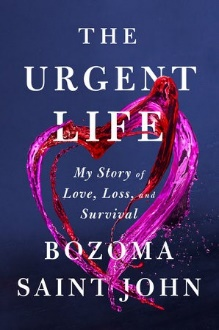 THE
URGENT
LIFE
My Story of
Love, Loss, and
Survival
BOZOMA
SAINT JOHN